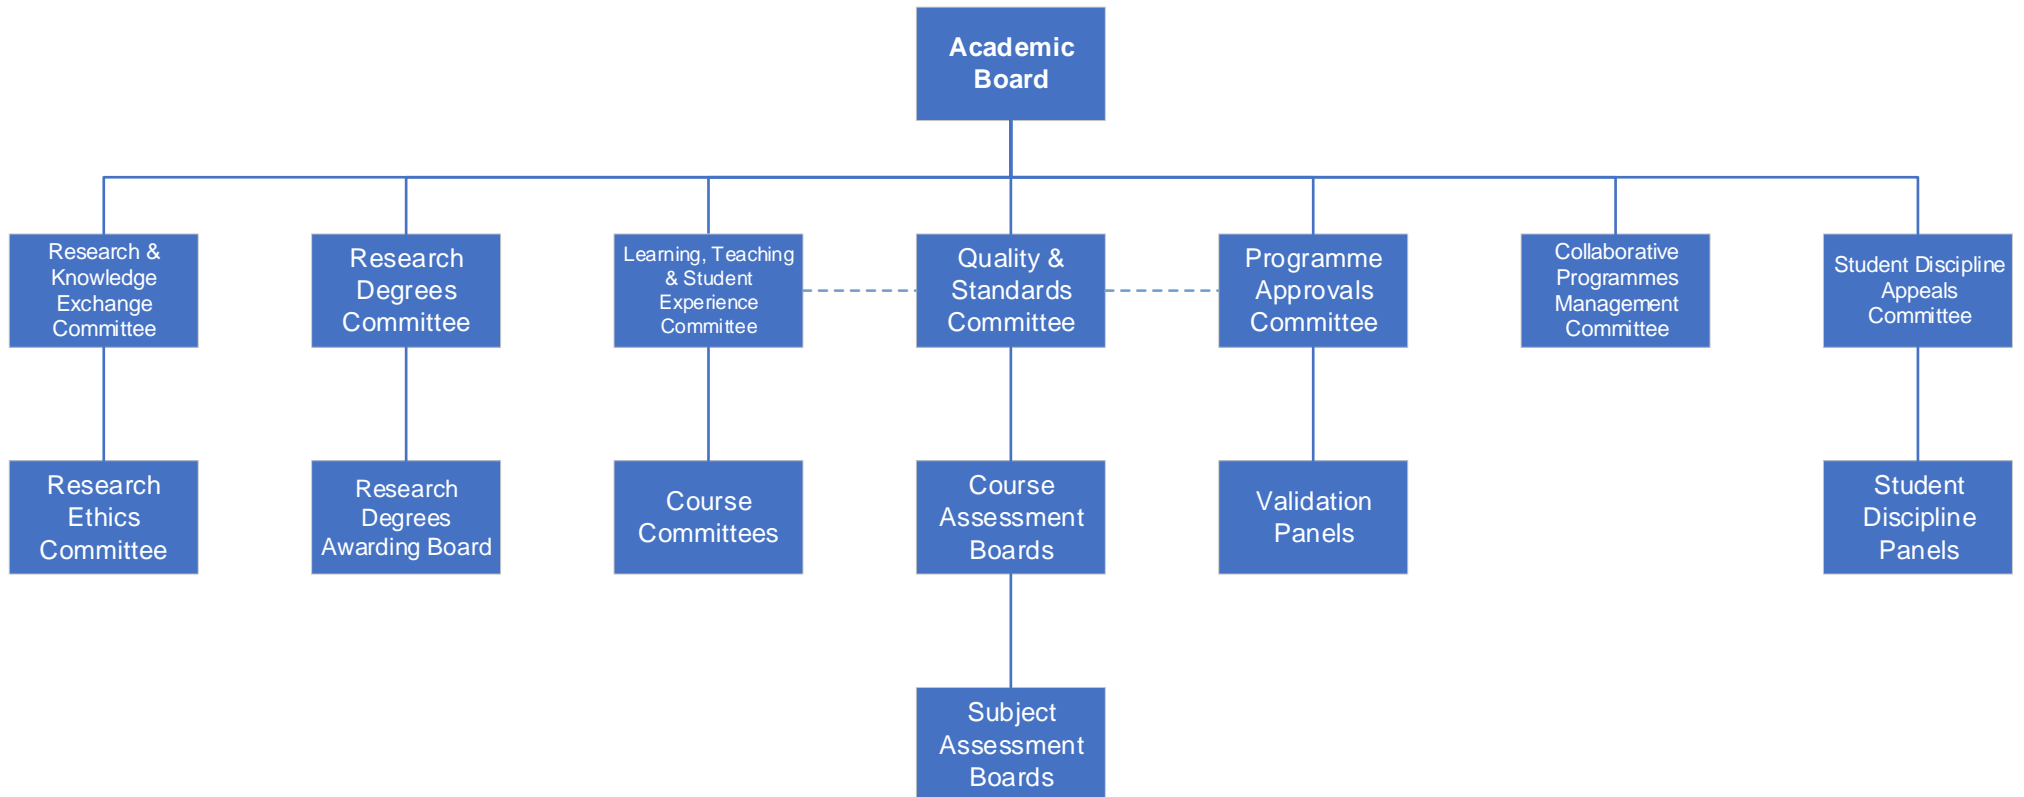 Academic
Board
Research &
Knowledge
Exchange
Committee
Research
Degrees
Committee
Learning, Teaching
& Student
Experience
Committee
Quality &
Standards
Committee
Programme
Approvals
Committee
Collaborative
Programmes
Management
Committee
Student Discipline
Appeals
Committee
Research
Ethics
Committee
Research
Degrees
Awarding Board
Course
Committees
Course
Assessment
Boards
Validation
Panels
Student
Discipline
Panels
Subject
Assessment
Boards